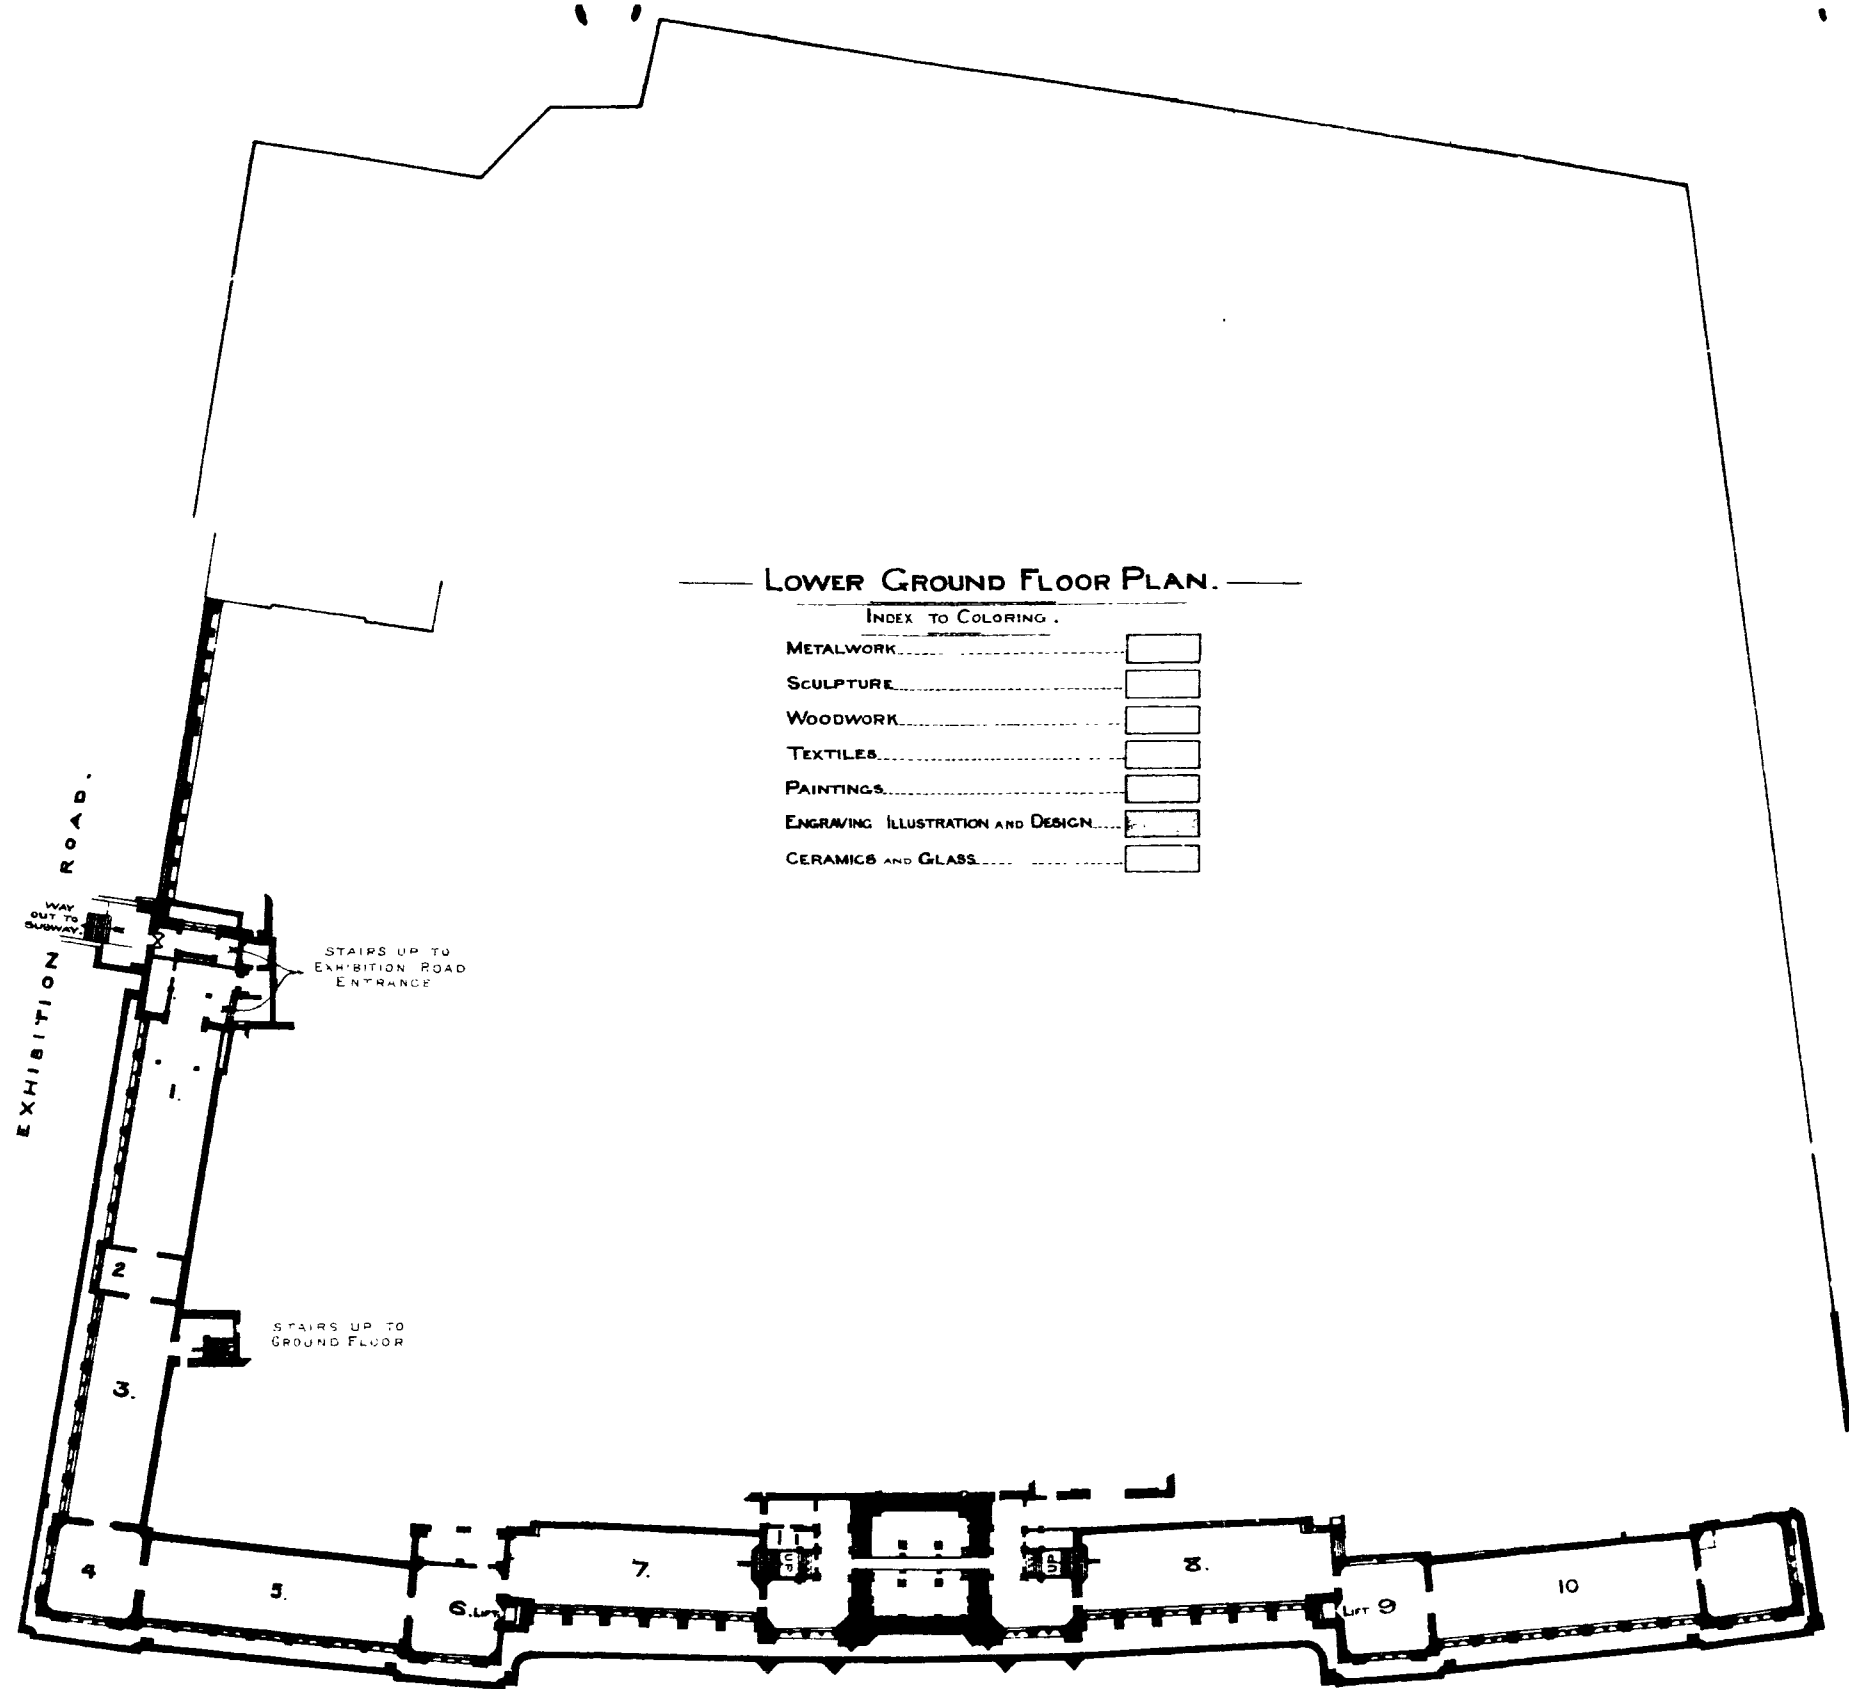 LOWER GROUND FLOOR PLAN.
INDEX TO COLORING.
METALWORK
SCULPTURE
WOODWORK
TEXTILES
PAINTINGS
ENGRAVING ILLUSTRATION AND DESIGN
CERAMICS AND GLASS
EXHIBITION ROAD.
WAY
OUT TO
SUBWAY.
STAIRS UP TO
EXHIBITION ROAD
ENTRANCE
1.
2
STAIRS UP TO
GROUND FLOOR
3.
4
5.
6. LIFT
7.
UP
UP
8.
LIFT 9
10